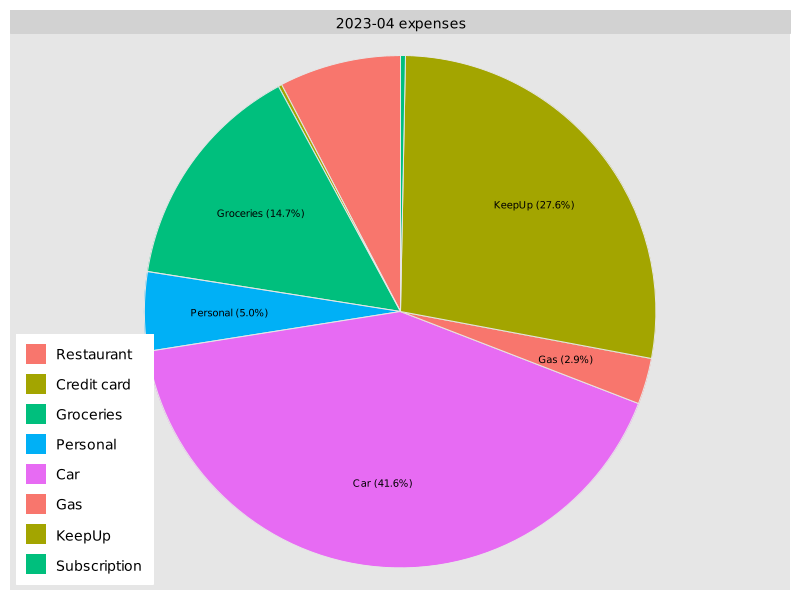 2023-04 expenses
KeepUp (27.6%)
Groceries (14.7%)
Personal (5.0%)
Gas (2.9%)
Car (41.6%)
Restaurant
Credit card
Groceries
Personal
Car
Gas
KeepUp
Subscription